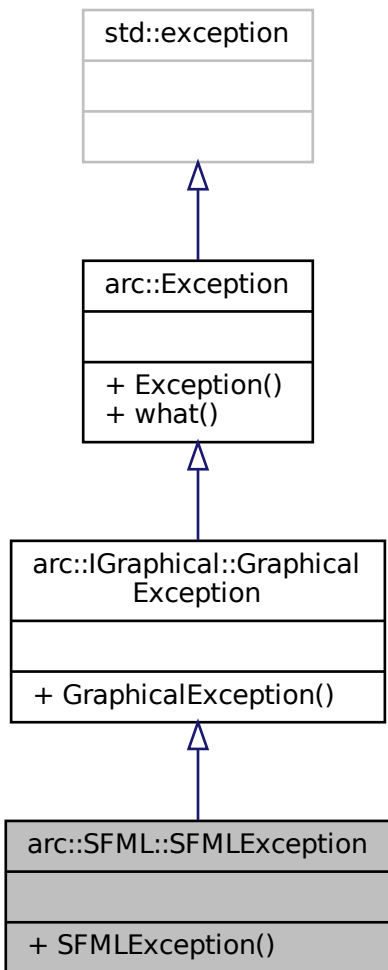 std::exception
arc::Exception
+ Exception()
+ what()
arc::IGraphical::Graphical
Exception
+ GraphicalException()
arc::SFML::SFMLException
+ SFMLException()